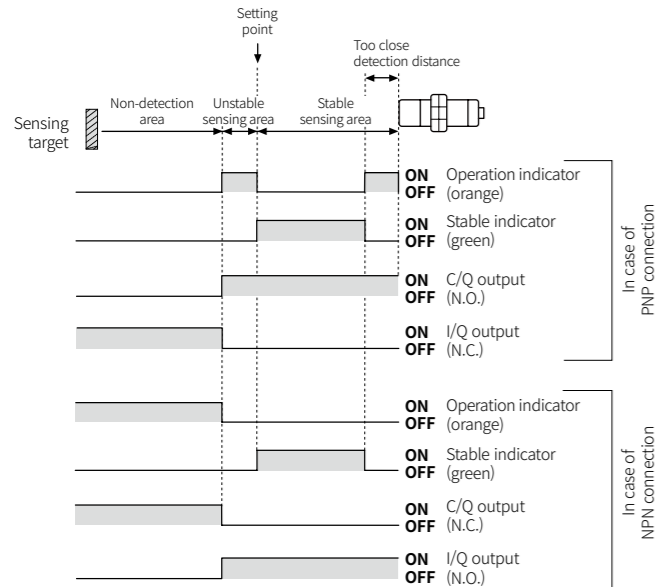 Setting
point
Too close
detection distance
Non-detection
area
Unstable
sensing area
Stable
sensing area
Sensing
target
ON
OFF
Operation indicator
(orange)
ON
OFF
Stable indicator
(green)
ON
OFF
C/Q output
(N.O.)
ON
OFF
I/Q output
(N.C.)
In case of
PNP connection
ON
OFF
Operation indicator
(orange)
ON
OFF
Stable indicator
(green)
ON
OFF
C/Q output
(N.C.)
ON
OFF
I/Q output
(N.O.)
In case of
NPN connection